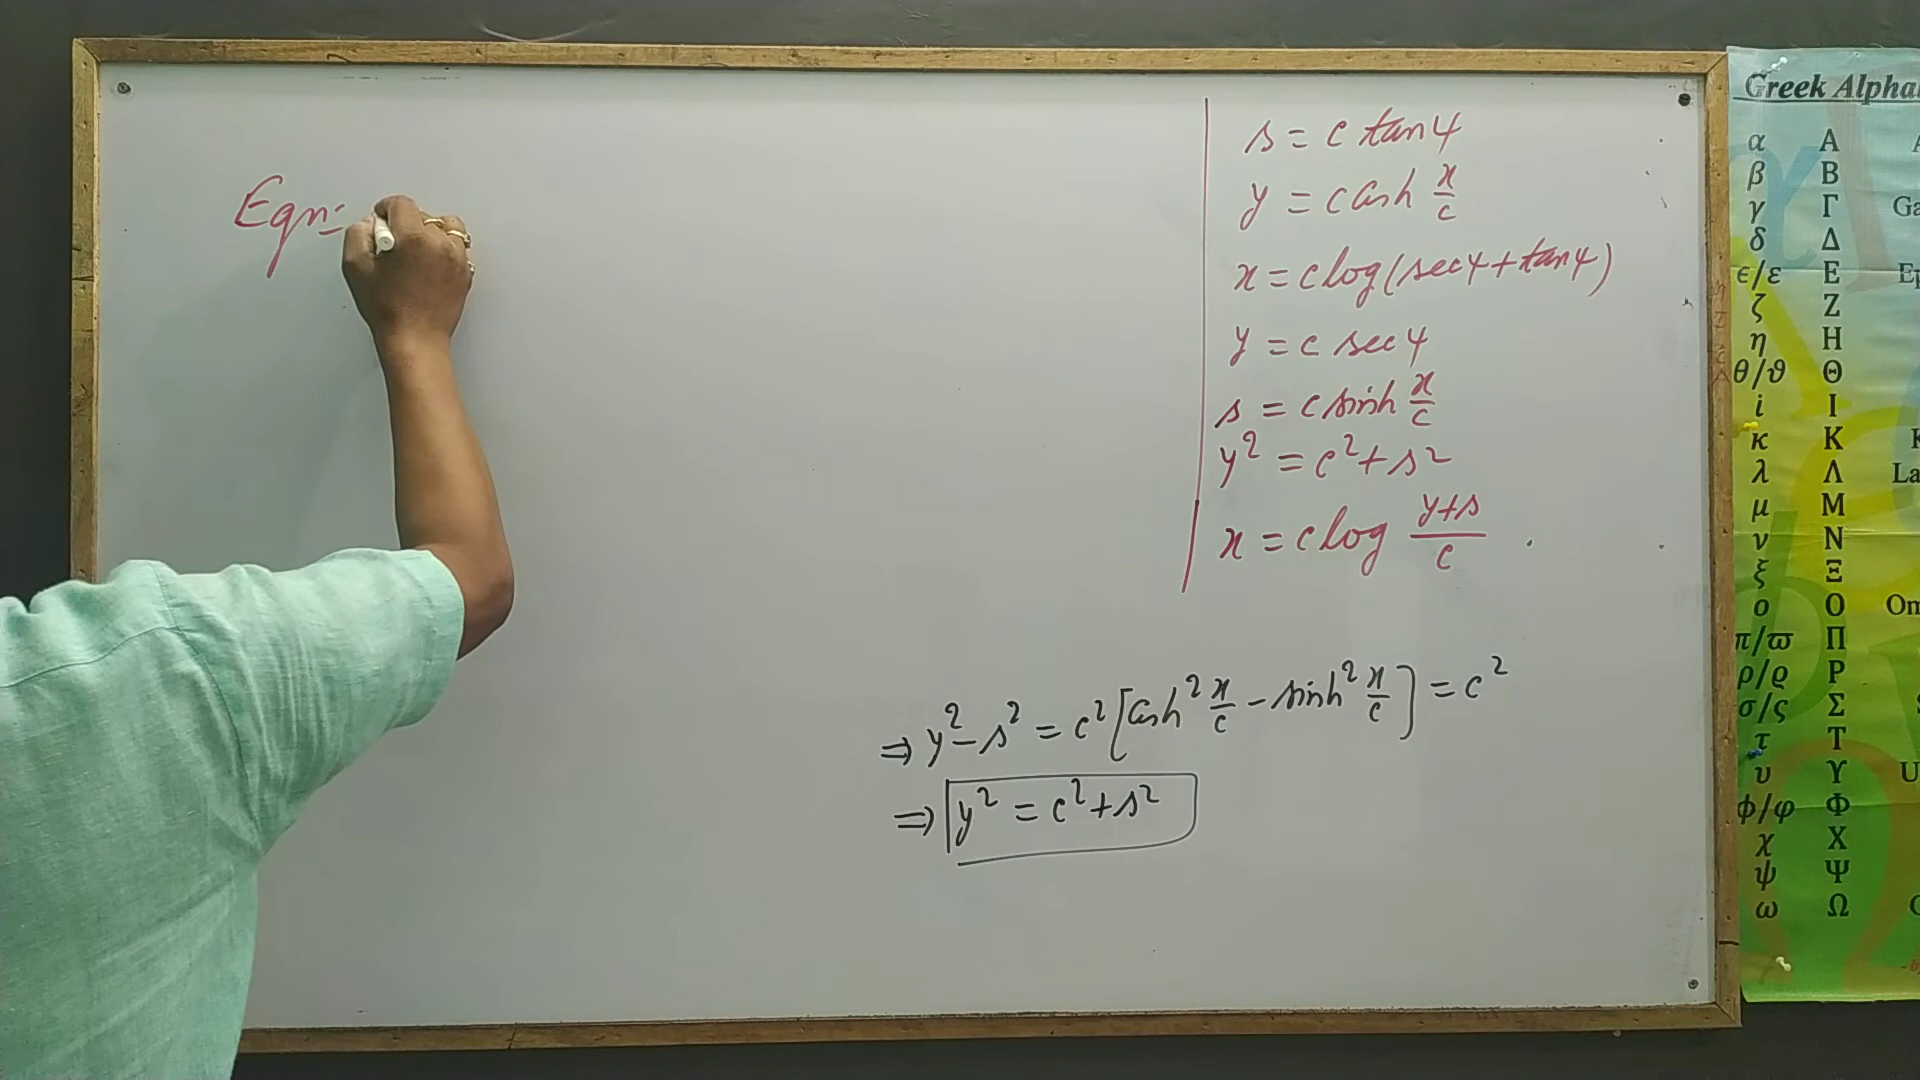 Eqn:
s = c tan ψ
y = c cosh x/c
x = c log(sec ψ + tan ψ)
y = c sec ψ
s = c sinh x/c
y² = c² + s²
x = c log (y+s)/c .
⇒ y² - s² = c² [cosh² x/c - sinh² x/c] = c²
⇒ y² = c² + s²
Greek Alpha
α Α
β Β
γ Γ Ga
δ Δ
ϵ/ε Ε Ep
ζ Ζ
η Η
θ/ϑ Θ
i Ι
κ Κ K
λ Λ La
μ Μ
ν Ν
ξ Ξ
ο Ο Om
π/ϖ Π
ρ/ϱ Ρ
σ/ς Σ
τ Τ
υ Υ U
ϕ/φ Φ
χ Χ
ψ Ψ
ω Ω